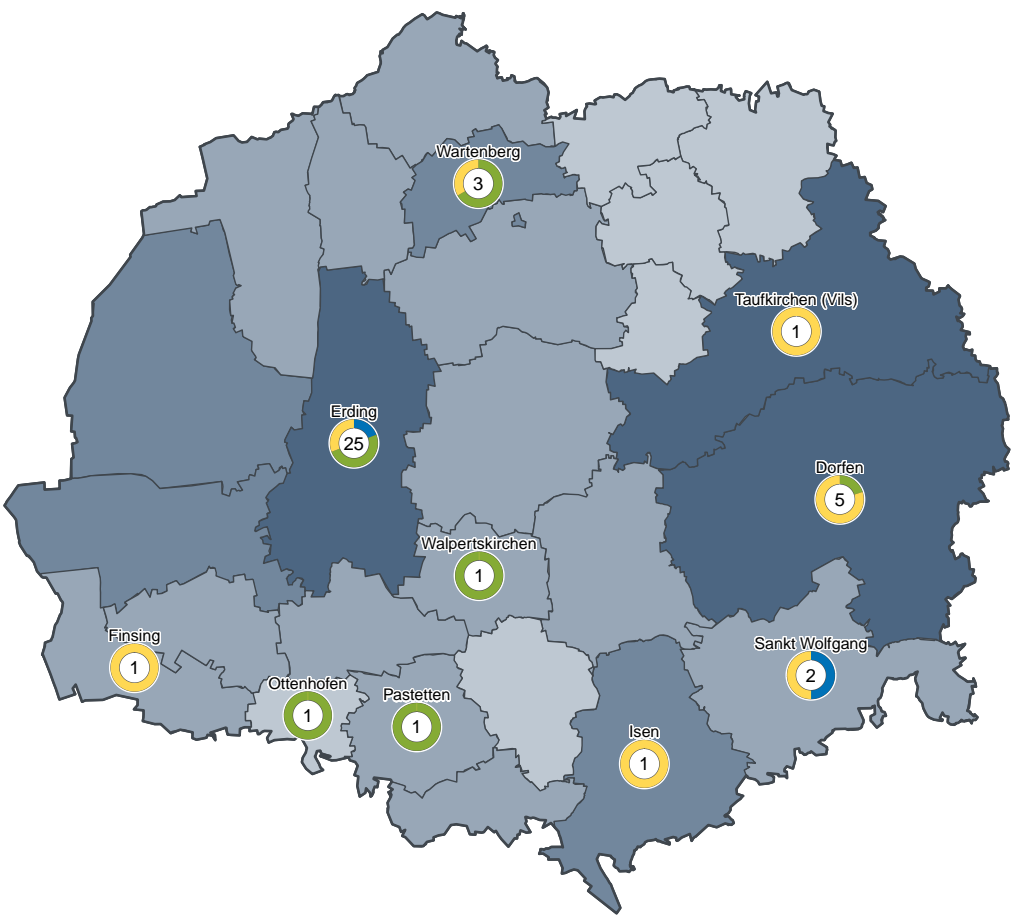 Wartenberg
3
Taufkirchen (Vils)
1
Erding
25
Dorfen
5
Walpertskirchen
1
Finsing
1
Sankt Wolfgang
2
Ottenhofen
1
Pastetten
1
Isen
1